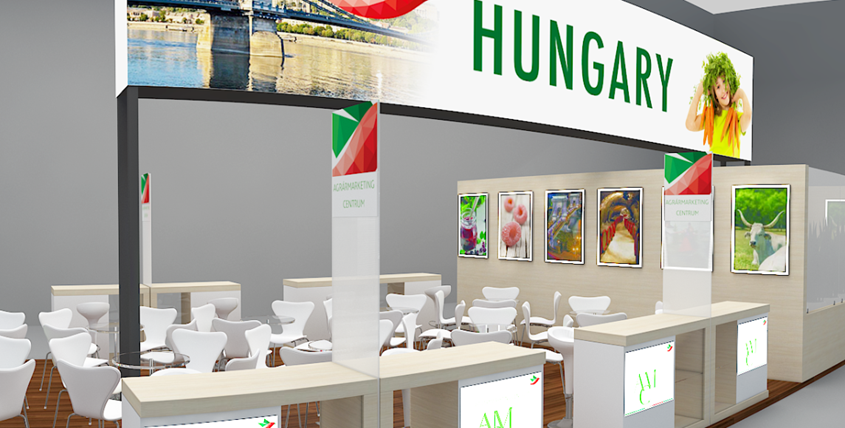 HUNGARY
AGRÁRMARKETING
CENTRUM
AGRÁRMARKETING
CENTRUM
AM
C
AM